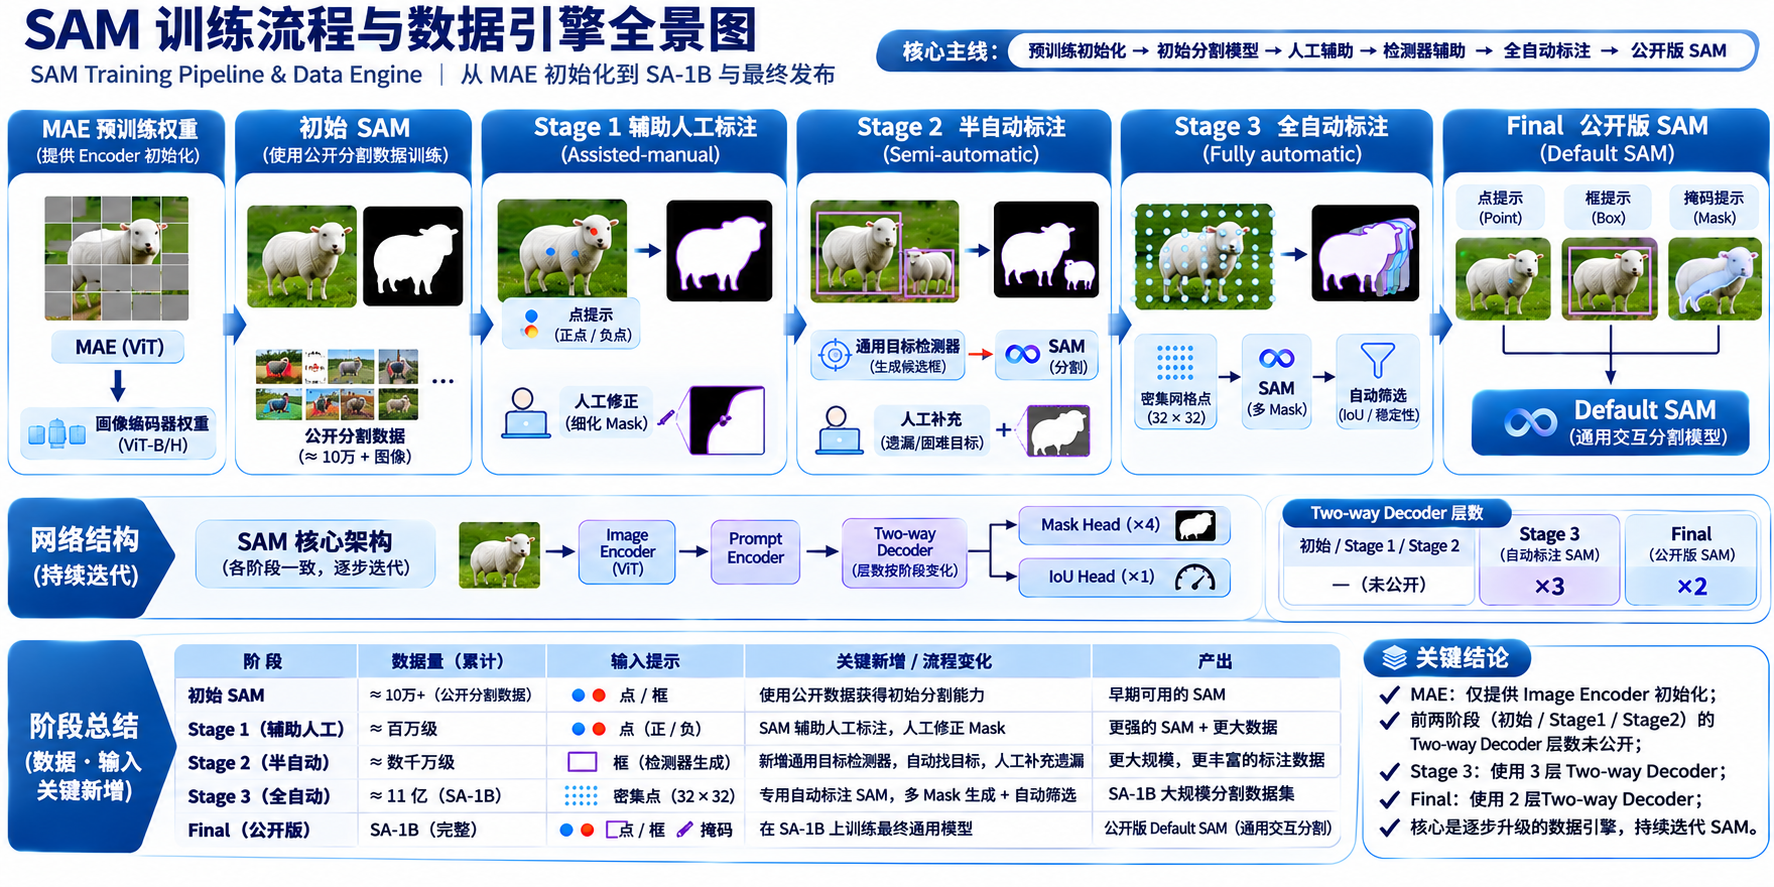 SAM 训练流程与数据引擎全景图
SAM Training Pipeline & Data Engine ｜ 从 MAE 初始化到 SA-1B 与最终发布
核心主线： 预训练初始化 → 初始分割模型 → 人工辅助 → 检测器辅助 → 全自动标注 → 公开版 SAM
MAE 预训练权重
(提供 Encoder 初始化)
MAE (ViT)
画像编码器权重
(ViT-B/H)
初始 SAM
(使用公开分割数据训练)
...
公开分割数据
(≈ 10万 + 图像)
Stage 1 辅助人工标注
(Assisted-manual)
点提示
(正点 / 负点)
人工修正
(细化 Mask)
Stage 2 半自动标注
(Semi-automatic)
通用目标检测器
(生成候选框)
SAM
(分割)
人工补充
(遗漏/困难目标)
+
Stage 3 全自动标注
(Fully automatic)
密集网格点
(32 × 32)
SAM
(多 Mask)
自动筛选
(IoU / 稳定性)
Final 公开版 SAM
(Default SAM)
点提示
(Point)
框提示
(Box)
掩码提示
(Mask)
Default SAM
(通用交互分割模型)
网络结构
(持续迭代)
SAM 核心架构
(各阶段一致，逐步迭代)
Image
Encoder
(ViT)
Prompt
Encoder
Two-way
Decoder
(层数按阶段变化)
Mask Head (×4)
IoU Head (×1)
Two-way Decoder 层数
初始 / Stage 1 / Stage 2
—（未公开）
Stage 3
(自动标注 SAM)
×3
Final
(公开版 SAM)
×2
阶段总结
(数据 · 输入
关键新增)
阶 段 数据量（累计） 输入提示 关键新增 / 流程变化 产出
初始 SAM ≈ 10万+（公开分割数据） 点 / 框 使用公开数据获得初始分割能力 早期可用的 SAM
Stage 1（辅助人工） ≈ 百万级 点（正 / 负） SAM 辅助人工标注，人工修正 Mask 更强的 SAM + 更大数据
Stage 2（半自动） ≈ 数千万级 框（检测器生成） 新增通用目标检测器，自动找目标，人工补充遗漏 更大规模，更丰富的标注数据
Stage 3（全自动） ≈ 11 亿（SA-1B） 密集点（32 × 32） 专用自动标注 SAM，多 Mask 生成 + 自动筛选 SA-1B 大规模分割数据集
Final（公开版） SA-1B（完整） 点 / 框 掩码 在 SA-1B 上训练最终通用模型 公开版 Default SAM（通用交互分割）
关键结论
✓ MAE：仅提供 Image Encoder 初始化；
✓ 前两阶段（初始 / Stage1 / Stage2）的
Two-way Decoder 层数未公开；
✓ Stage 3：使用 3 层 Two-way Decoder；
✓ Final：使用 2 层Two-way Decoder；
✓ 核心是逐步升级的数据引擎，持续迭代 SAM。